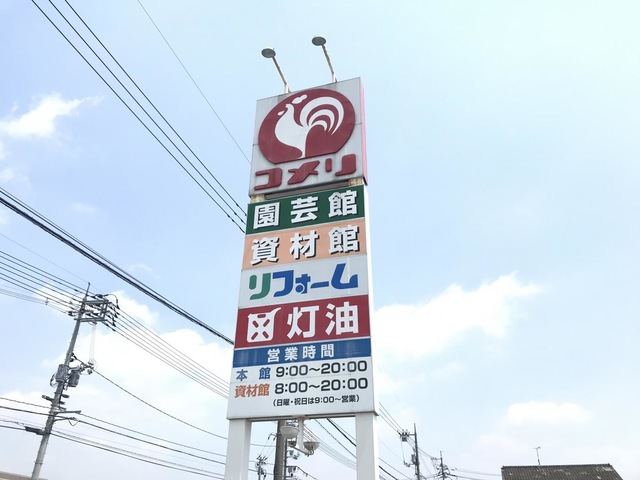 コメリ
園芸館
資材館
リフォーム
灯油
営業時間
本館 9:00～20:00
資材館 8:00～20:00
(日曜・祝日は9:00～営業)